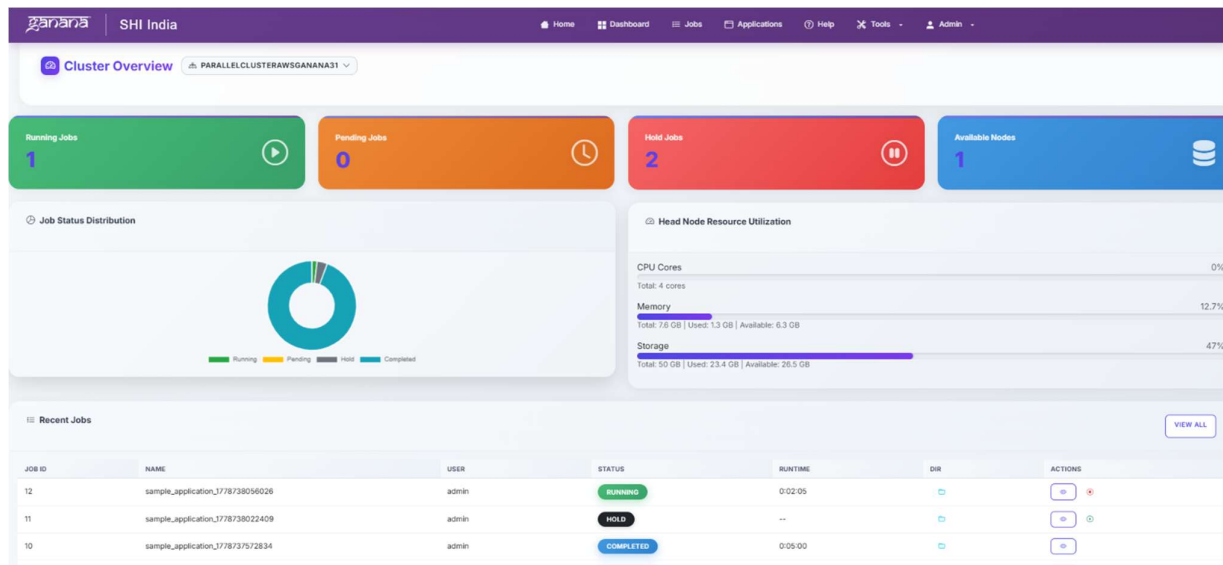 ganana SHI India Home Dashboard Jobs Applications Help Tools Admin
Cluster Overview PARALLELCLUSTERAWSGANANA31
Running Jobs
1
Pending Jobs
0
Hold Jobs
2
Available Nodes
1
Job Status Distribution
Running Pending Hold Completed
Head Node Resource Utilization
CPU Cores 0%
Total: 4 cores
Memory 12.7%
Total: 7.6 GB | Used: 1.3 GB | Available: 6.3 GB
Storage 47%
Total: 50 GB | Used: 23.4 GB | Available: 26.5 GB
Recent Jobs VIEW ALL
JOB ID NAME USER STATUS RUNTIME DIR ACTIONS
12 sample_application_1778738056026 admin RUNNING 0:02:05
11 sample_application_1778738022409 admin HOLD --
10 sample_application_1778737572834 admin COMPLETED 0:05:00